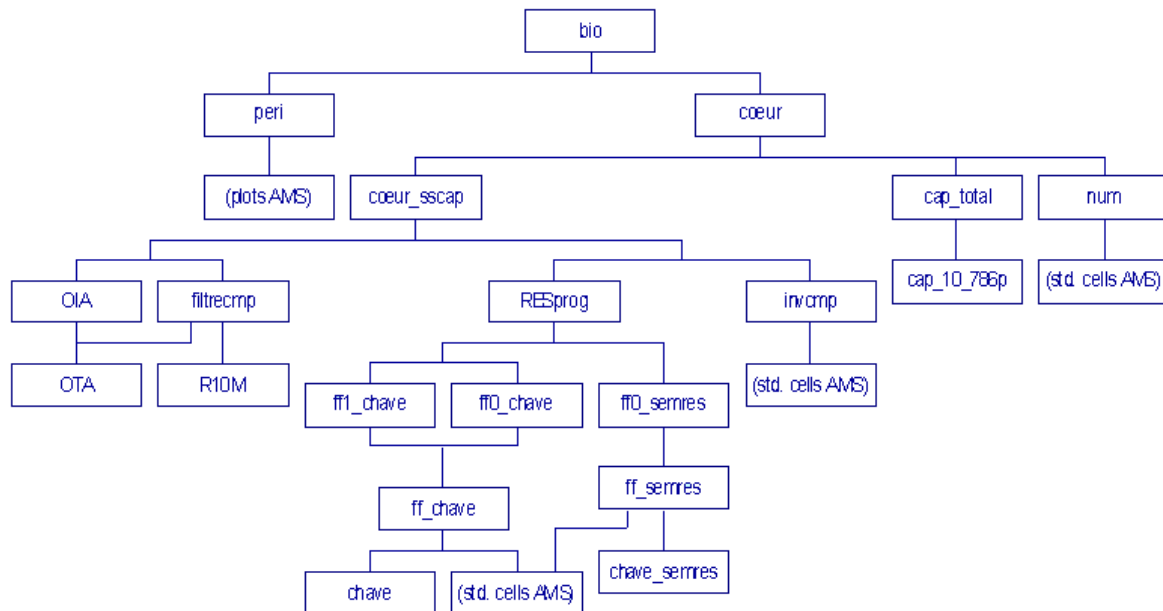 bio
peri
coeur
(plots AMS)
coeur_sscap
cap_total
num
OIA
filtrecmp
RESprog
invcmp
cap_10_786p
(std. cells AMS)
OTA
R10M
ff1_chave
ff0_chave
ff0_semres
(std. cells AMS)
ff_chave
ff_semres
chave
(std. cells AMS)
chave_semres